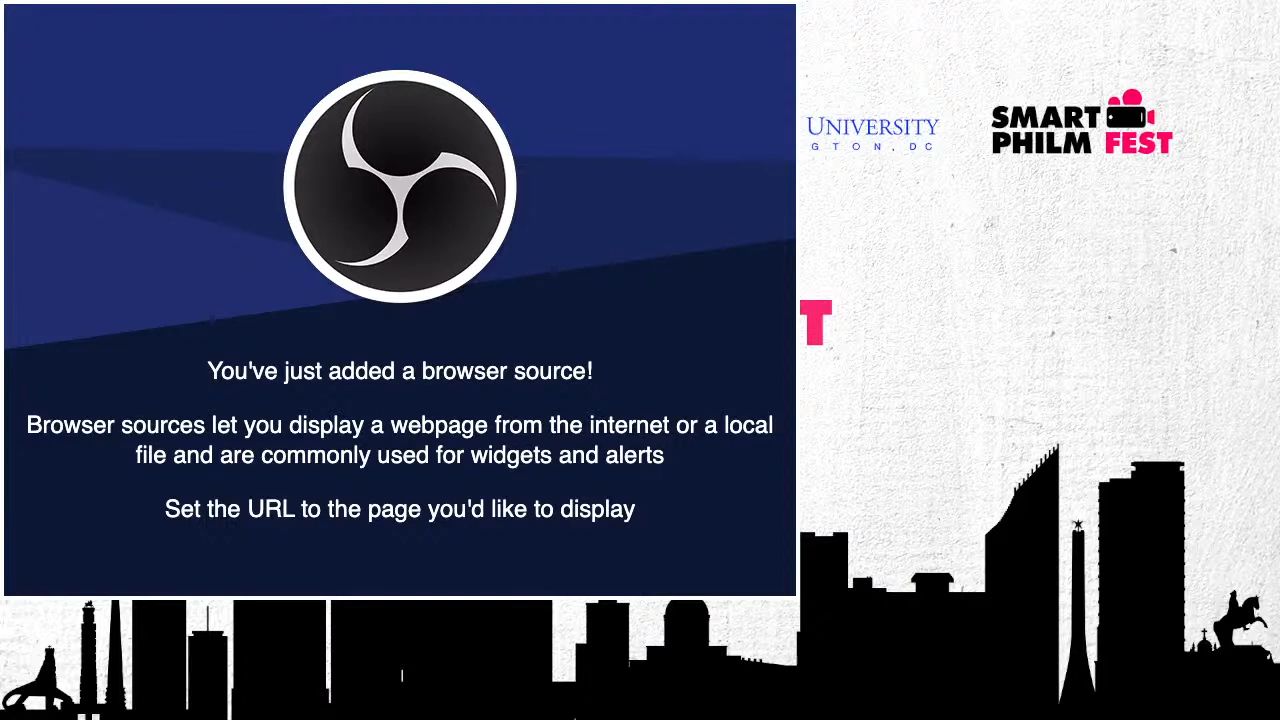 UNIVERSITY
GTON, DC
SMART
PHILM FEST
T
You've just added a browser source!
Browser sources let you display a webpage from the internet or a local
file and are commonly used for widgets and alerts
Set the URL to the page you'd like to display